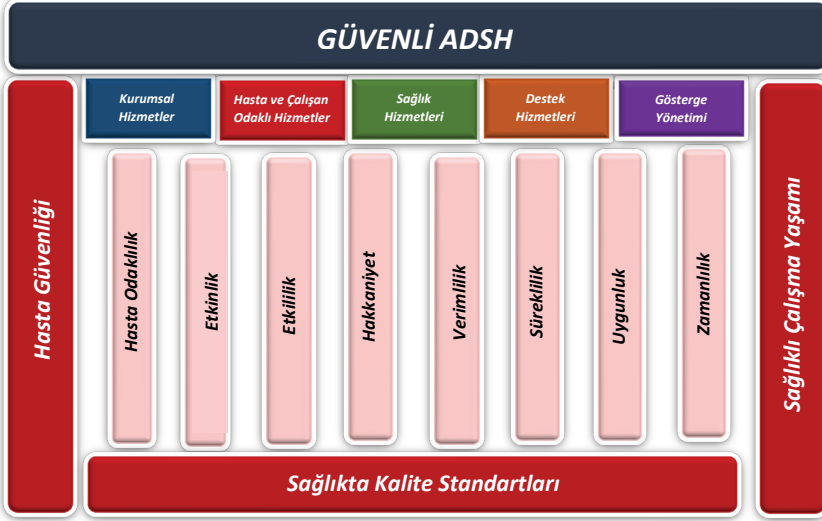 GÜVENLİ ADSH
Kurumsal
Hizmetler
Hasta ve Çalışan
Odaklı Hizmetler
Sağlık
Hizmetleri
Destek
Hizmetleri
Gösterge
Yönetimi
Hasta Güvenliği
Hasta Odaklılık
Etkinlik
Etkililik
Hakkaniyet
Verimlilik
Süreklilik
Uygunluk
Zamanlılık
Sağlıklı Çalışma Yaşamı
Sağlıkta Kalite Standartları